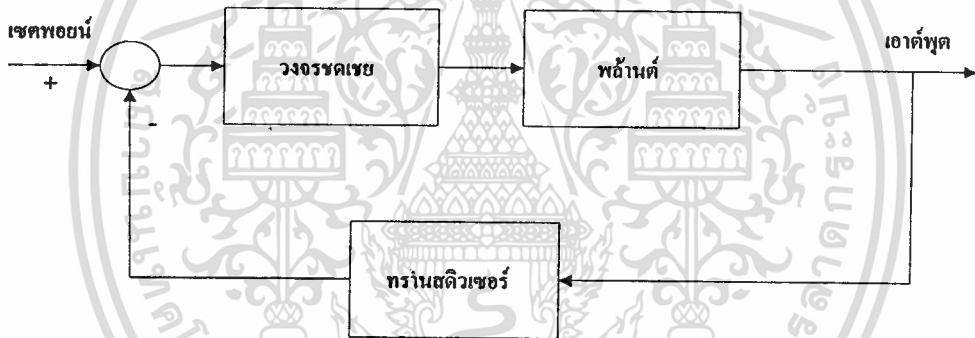 เซตพอยน์
+
-
วงจรชดเชย
พล้านต์
เอาต์พุต
ทรานสดิวเซอร์